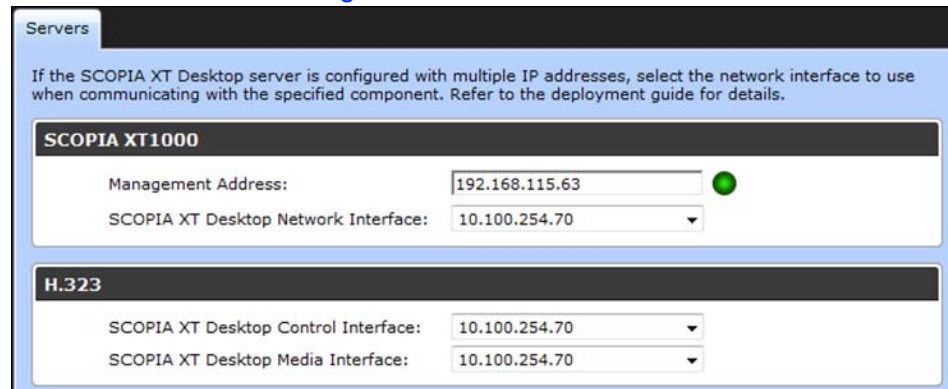 Servers
If the SCOPIA XT Desktop server is configured with multiple IP addresses, select the network interface to use
when communicating with the specified component. Refer to the deployment guide for details.
SCOPIA XT1000
Management Address: 192.168.115.63
SCOPIA XT Desktop Network Interface: 10.100.254.70
H.323
SCOPIA XT Desktop Control Interface: 10.100.254.70
SCOPIA XT Desktop Media Interface: 10.100.254.70